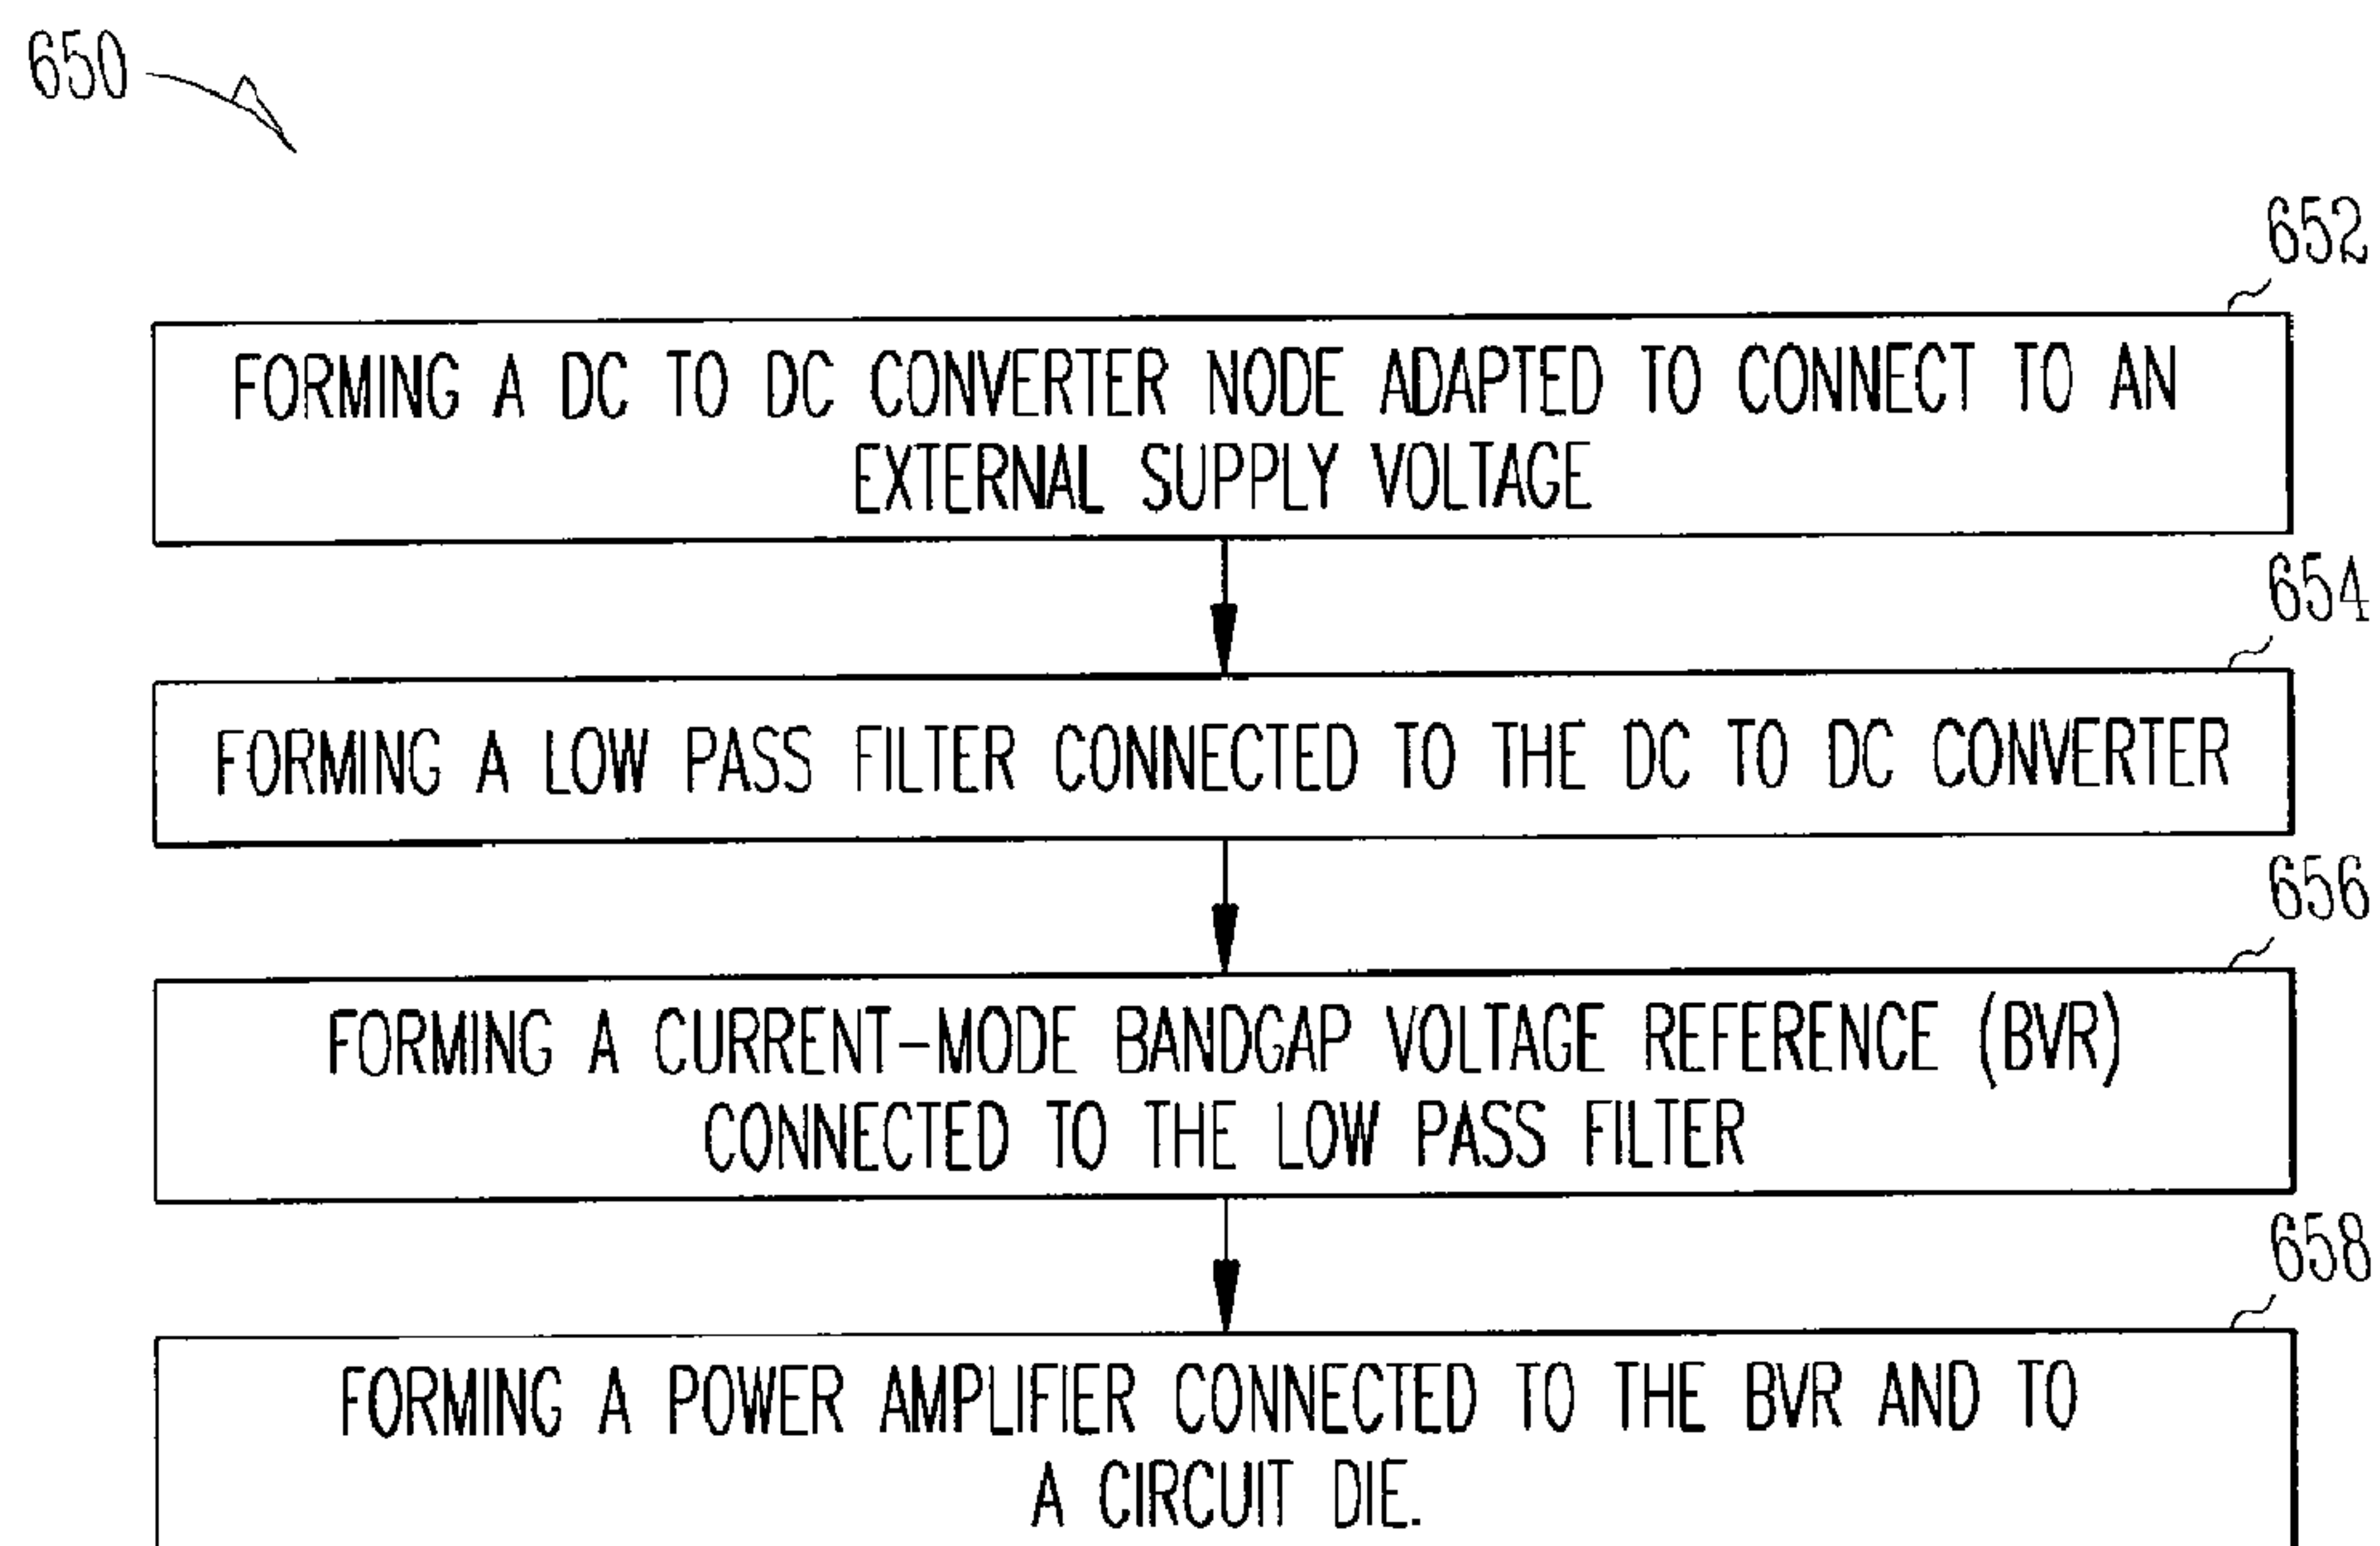 650
652
FORMING A DC TO DC CONVERTER NODE ADAPTED TO CONNECT TO AN
EXTERNAL SUPPLY VOLTAGE
654
FORMING A LOW PASS FILTER CONNECTED TO THE DC TO DC CONVERTER
656
FORMING A CURRENT-MODE BANDGAP VOLTAGE REFERENCE (BVR)
CONNECTED TO THE LOW PASS FILTER
658
FORMING A POWER AMPLIFIER CONNECTED TO THE BVR AND TO
A CIRCUIT DIE.